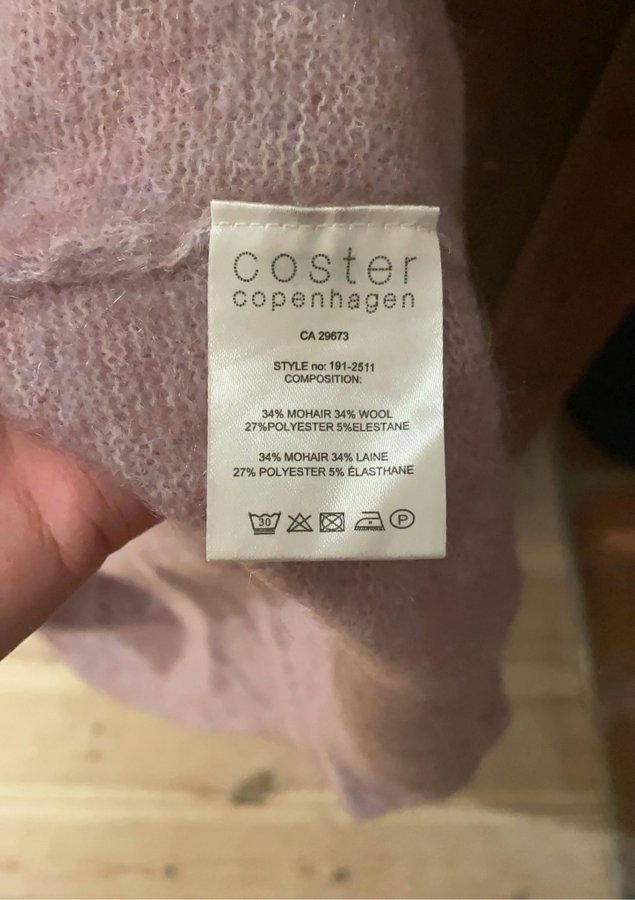 coster
copenhagen
CA 29673
STYLE no: 191-2511
COMPOSITION:
34% MOHAIR 34% WOOL
27%POLYESTER 5%ELESTANE
34% MOHAIR 34% LAINE
27% POLYESTER 5% ÉLASTHANE
30 P